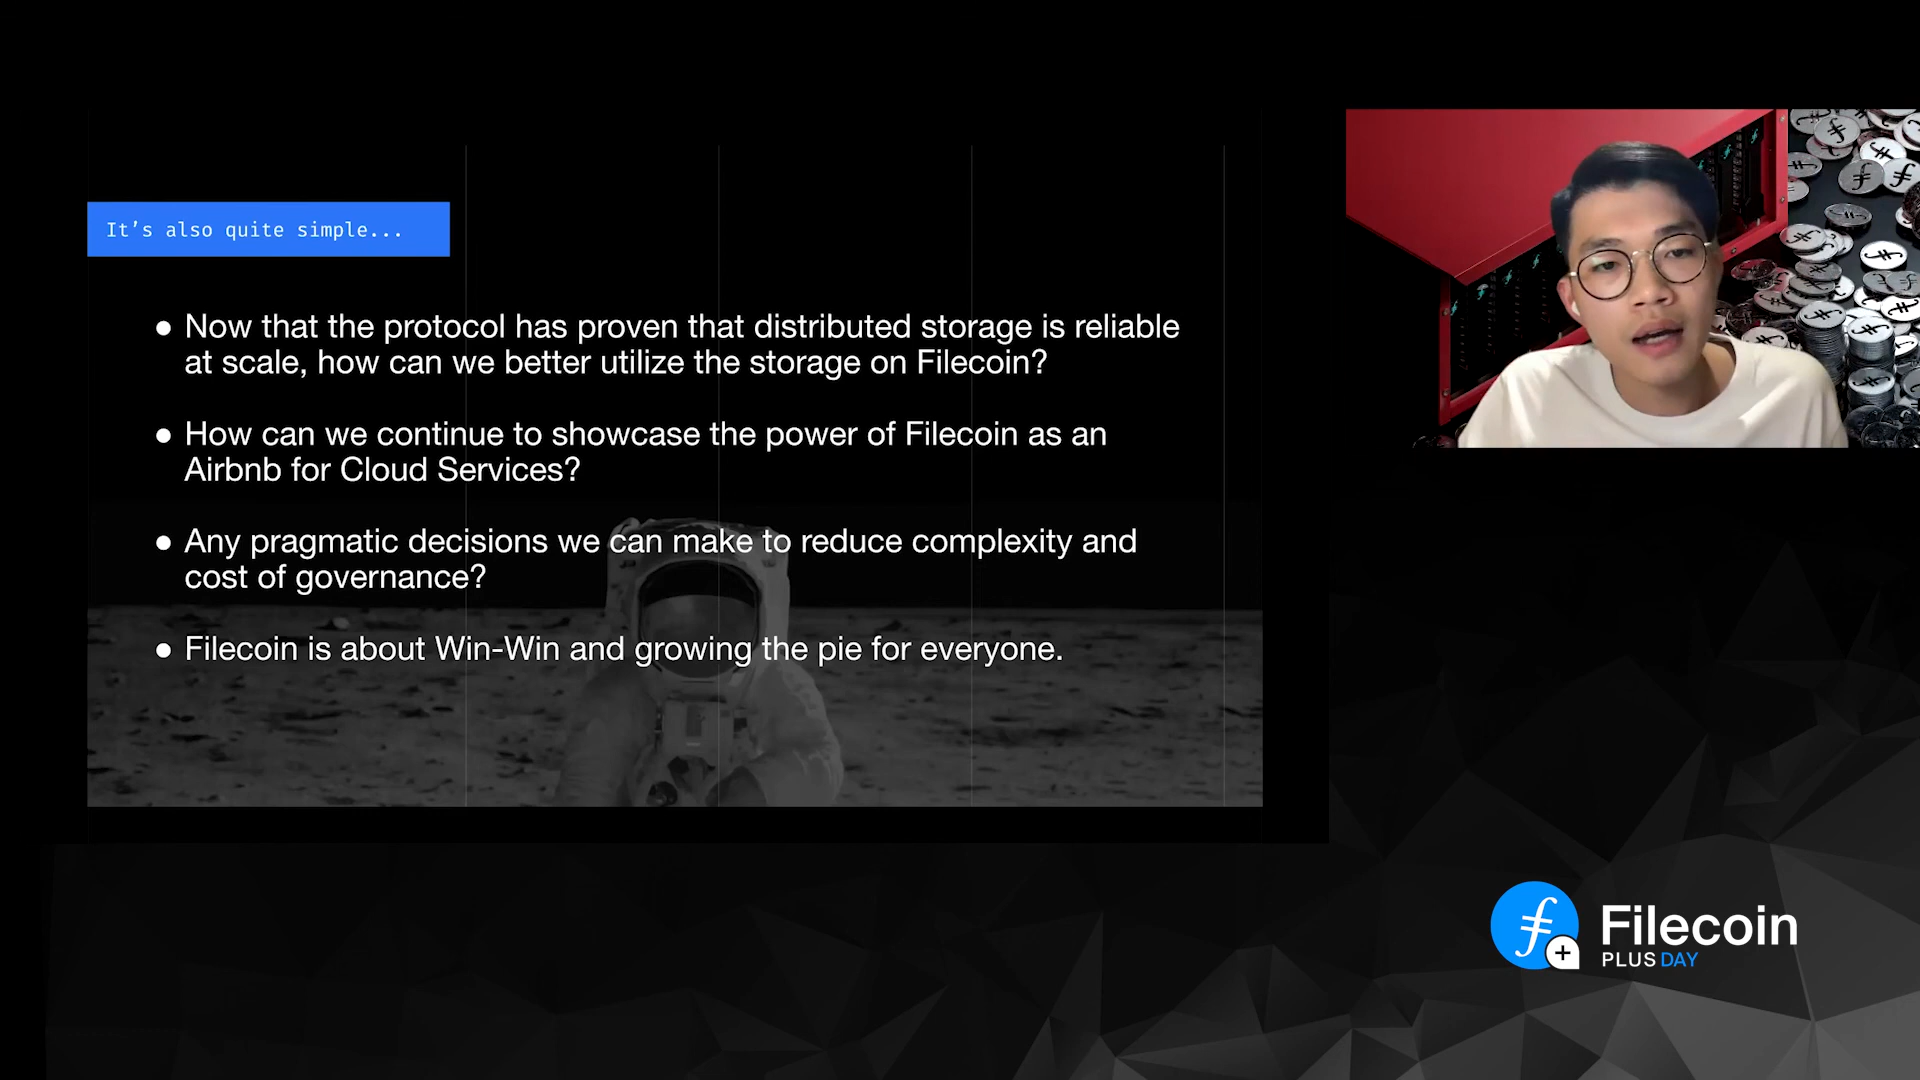 It’s also quite simple...
● Now that the protocol has proven that distributed storage is reliable
at scale, how can we better utilize the storage on Filecoin?
● How can we continue to showcase the power of Filecoin as an
Airbnb for Cloud Services?
● Any pragmatic decisions we can make to reduce complexity and
cost of governance?
● Filecoin is about Win-Win and growing the pie for everyone.
Filecoin
PLUS DAY